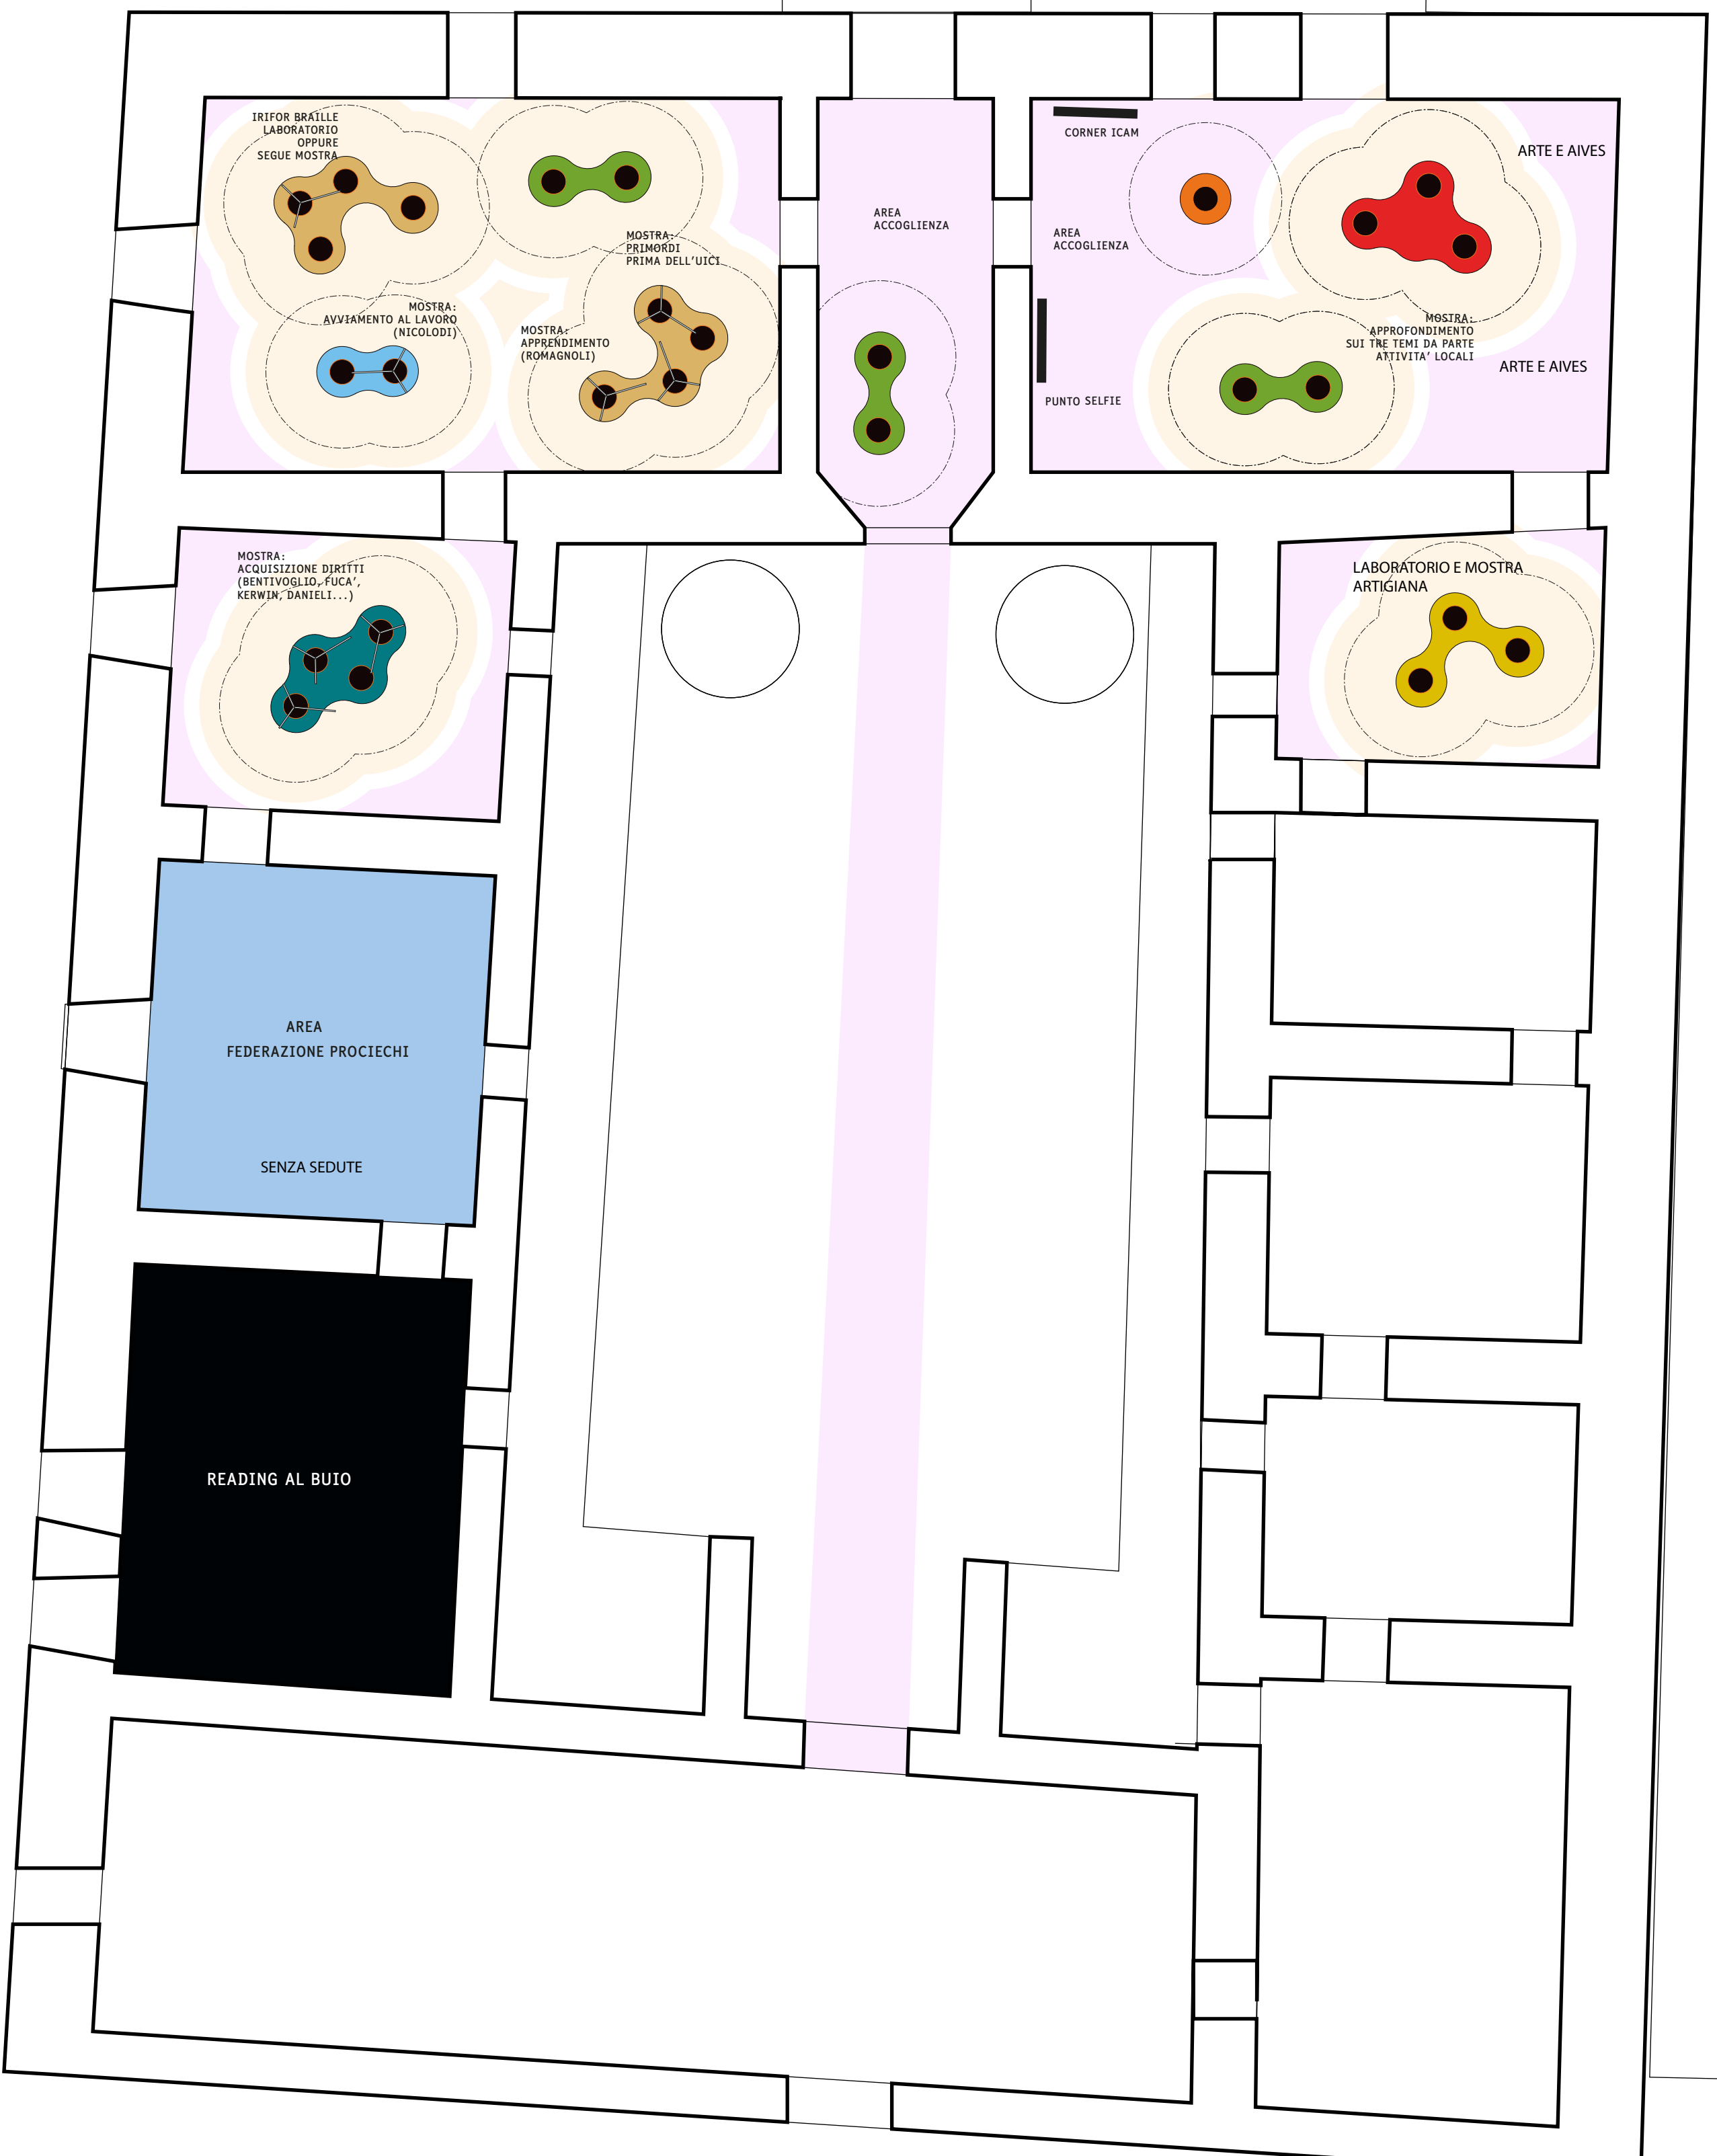 IRIFOR BRAILLE
LABORATORIO
OPPURE
SEGUE MOSTRA
MOSTRA:
PRIMORDI
PRIMA DELL'UICI
MOSTRA:
AVVIAMENTO AL LAVORO
(NICOLODI)
MOSTRA:
APPRENDIMENTO
(ROMAGNOLI)
AREA
ACCOGLIENZA
CORNER ICAM
AREA
ACCOGLIENZA
ARTE E AIVES
MOSTRA:
APPROFONDIMENTO
SUI TRE TEMI DA PARTE
ATTIVITA' LOCALI
ARTE E AIVES
PUNTO SELFIE
MOSTRA:
ACQUISIZIONE DIRITTI
(BENTIVOGLIO, FUCA',
KERWIN, DANIELI...)
LABORATORIO E MOSTRA
ARTIGIANA
AREA
FEDERAZIONE PROCIECHI
SENZA SEDUTE
READING AL BUIO